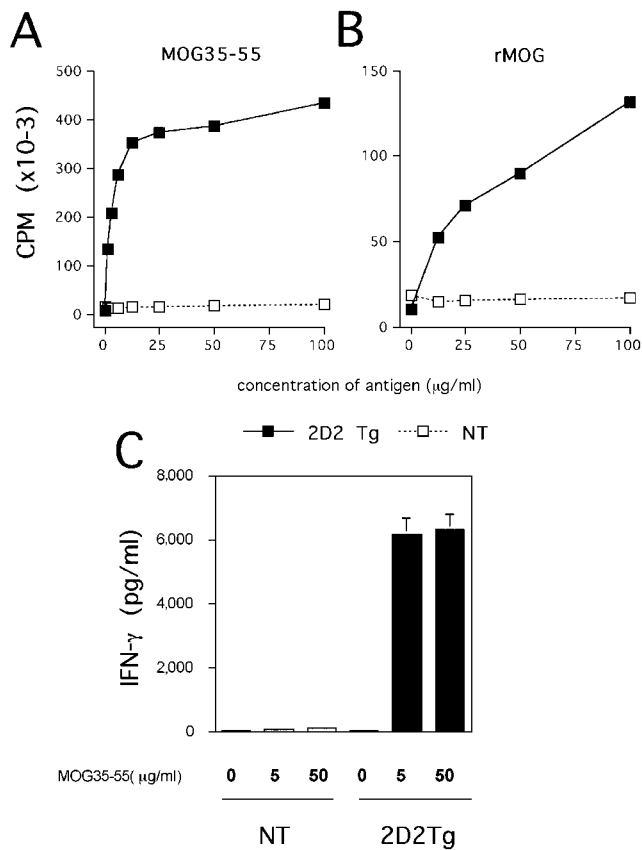 A
MOG35-55
CPM (x10-3)
500
400
300
200
100
0
0 25 50 75 100
B
rMOG
150
100
50
0
0 25 50 75 100
concentration of antigen (μg/ml)
2D2 Tg
NT
C
IFN-γ (pg/ml)
8,000
6,000
4,000
2,000
0
MOG35-55( μg/ml) 0 5 50 0 5 50
NT 2D2Tg